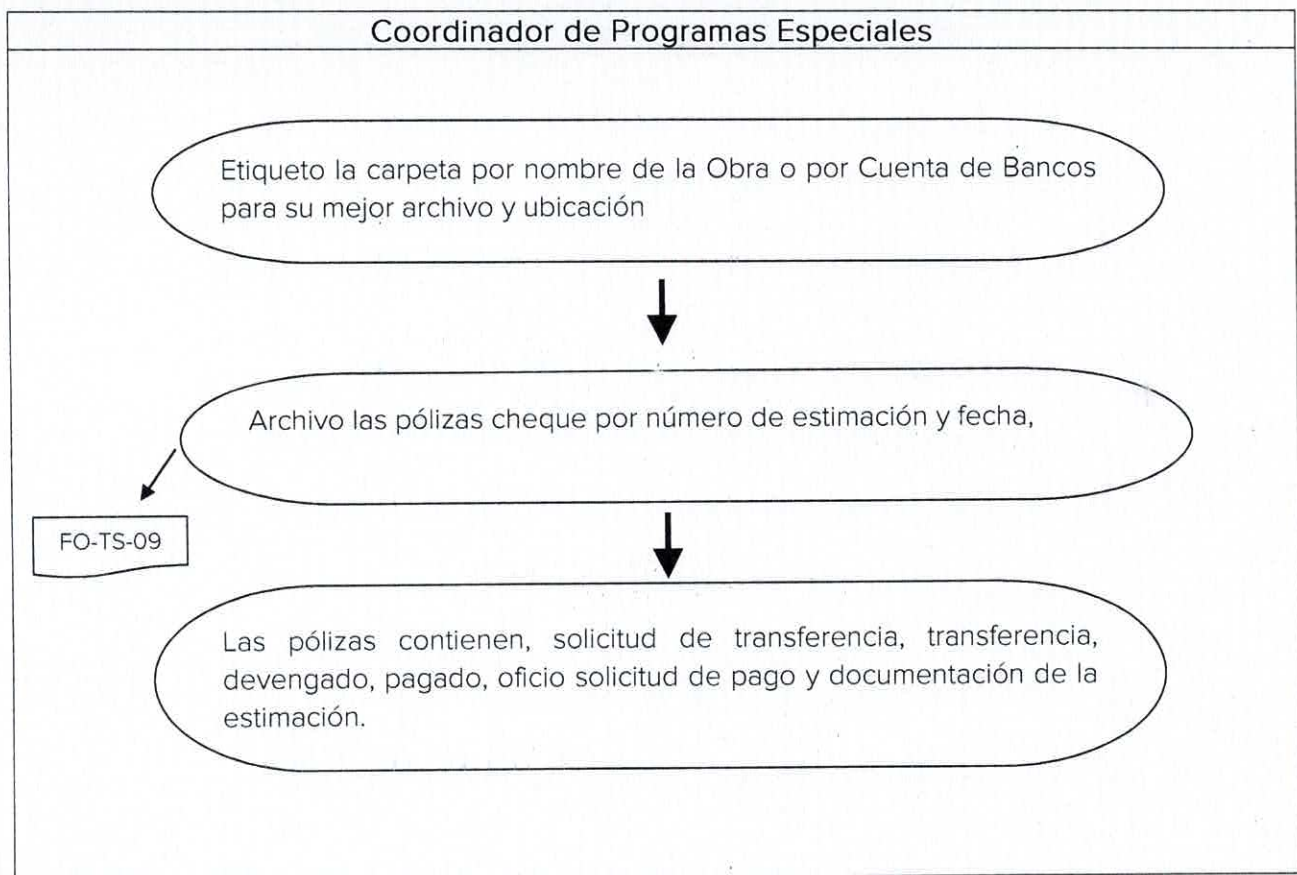 Coordinador de Programas Especiales
Etiqueto la carpeta por nombre de la Obra o por Cuenta de Bancos
para su mejor archivo y ubicación
Archivo las pólizas cheque por número de estimación y fecha,
FO-TS-09
Las pólizas contienen, solicitud de transferencia, transferencia,
devengado, pagado, oficio solicitud de pago y documentación de la
estimación.